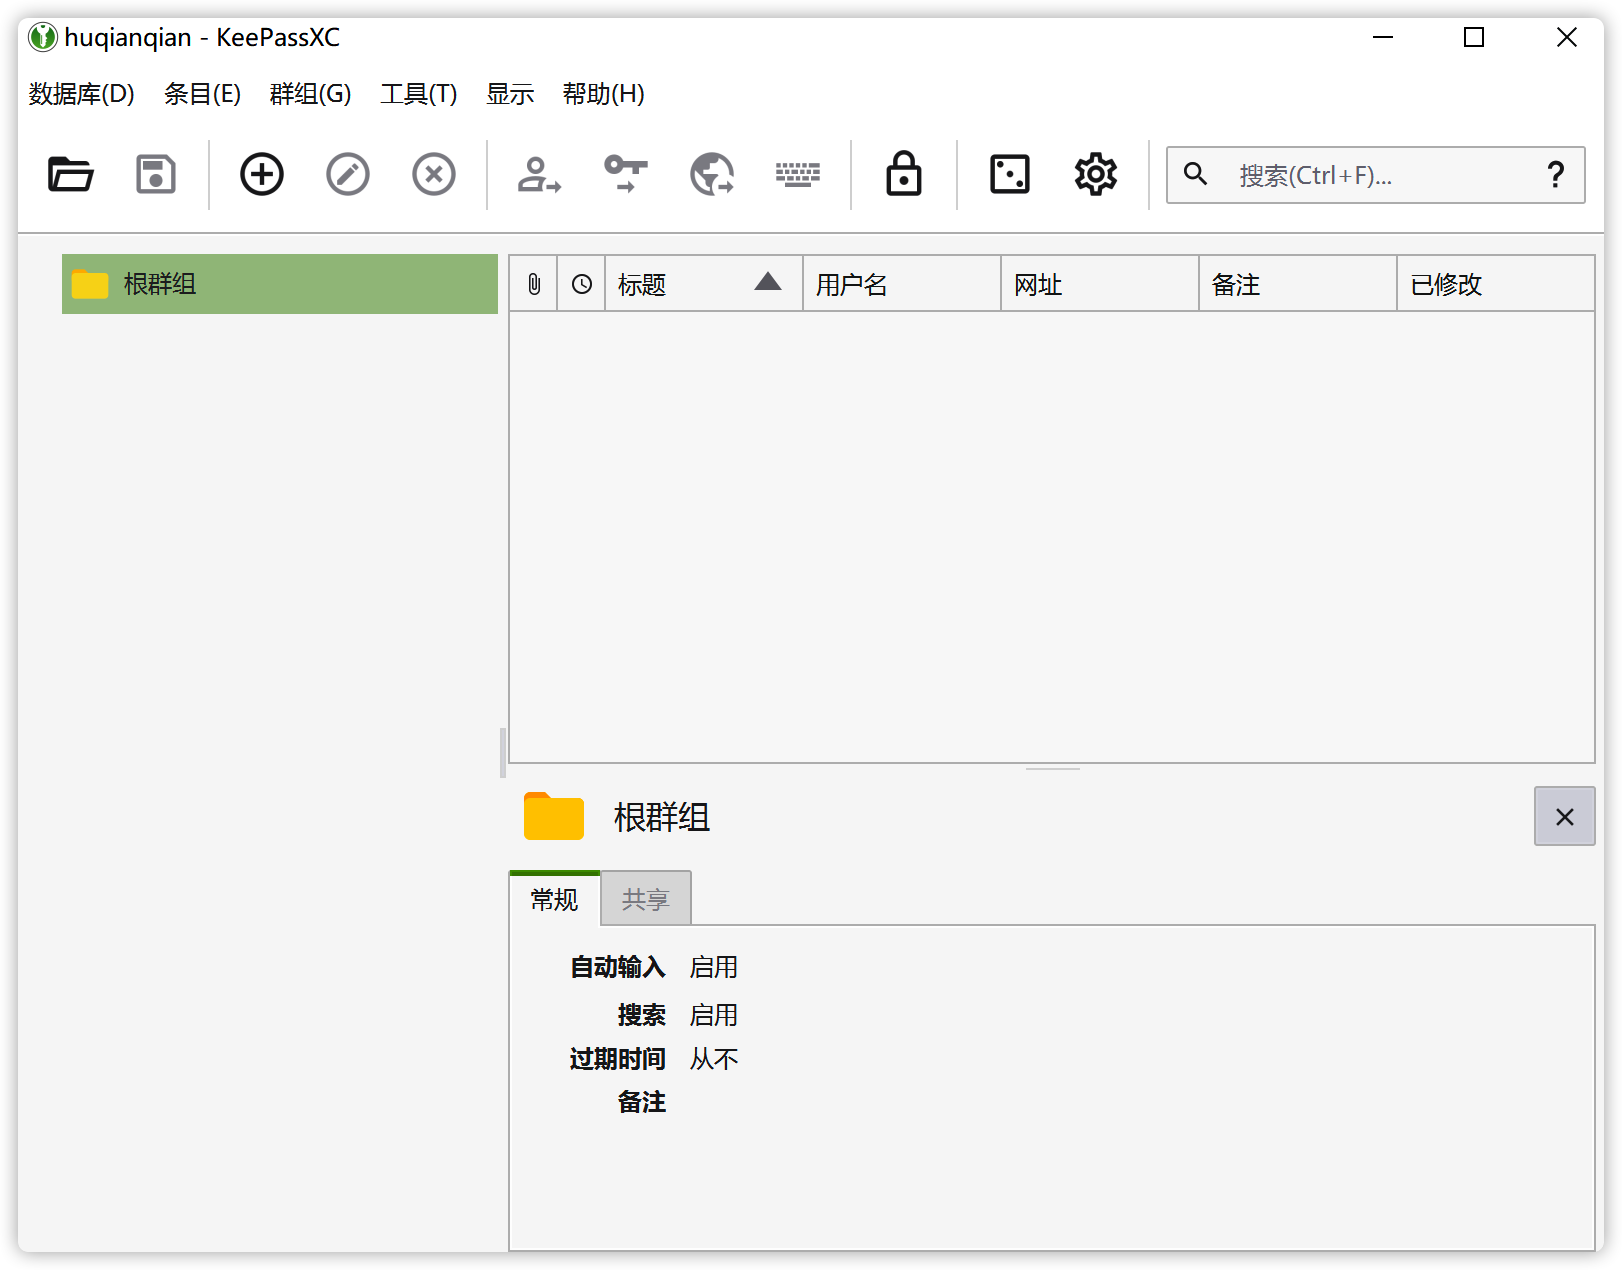 huqianqian - KeePassXC
数据库(D) 条目(E) 群组(G) 工具(T) 显示 帮助(H)
搜索(Ctrl+F)... ?
根群组
标题 用户名 网址 备注 已修改
根群组
常规 共享
自动输入 启用
搜索 启用
过期时间 从不
备注